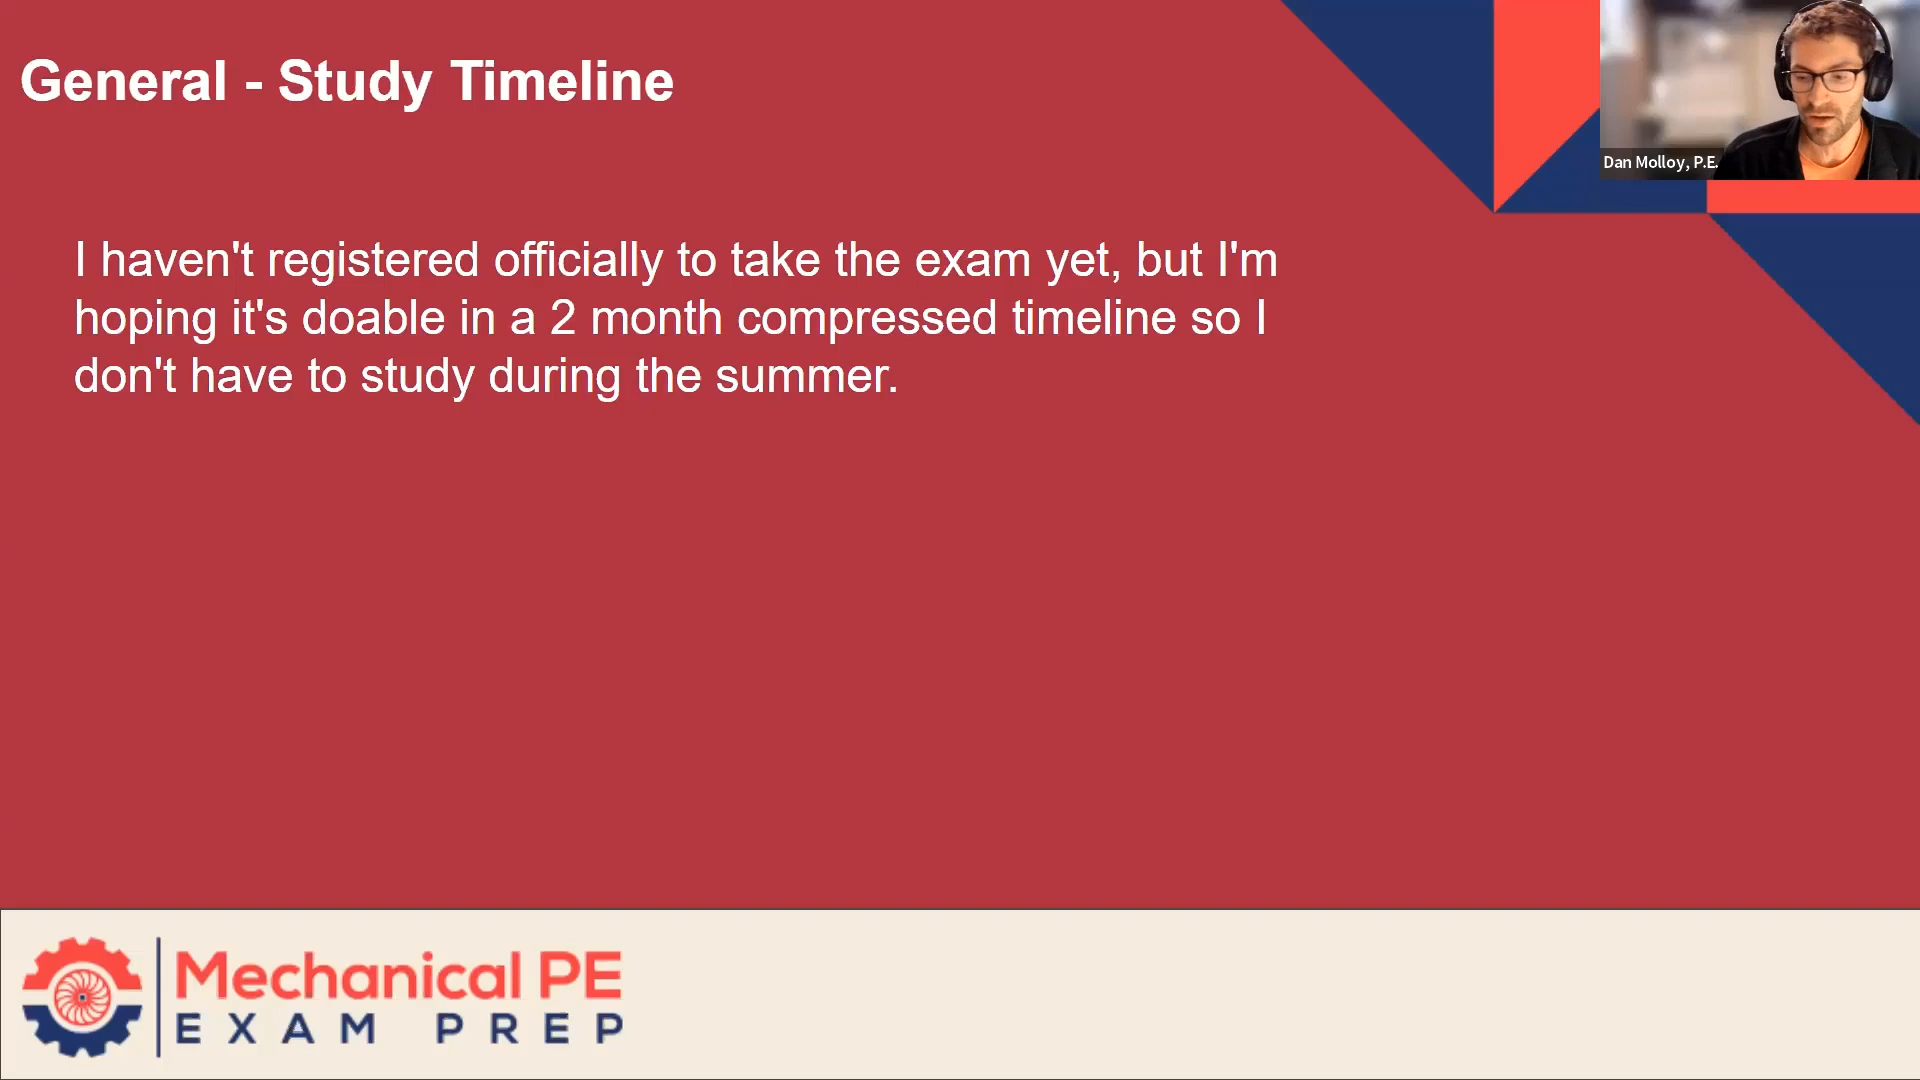 General - Study Timeline
Dan Molloy, P.E.
I haven't registered officially to take the exam yet, but I'm
hoping it's doable in a 2 month compressed timeline so I
don't have to study during the summer.
Mechanical PE
EXAM PREP